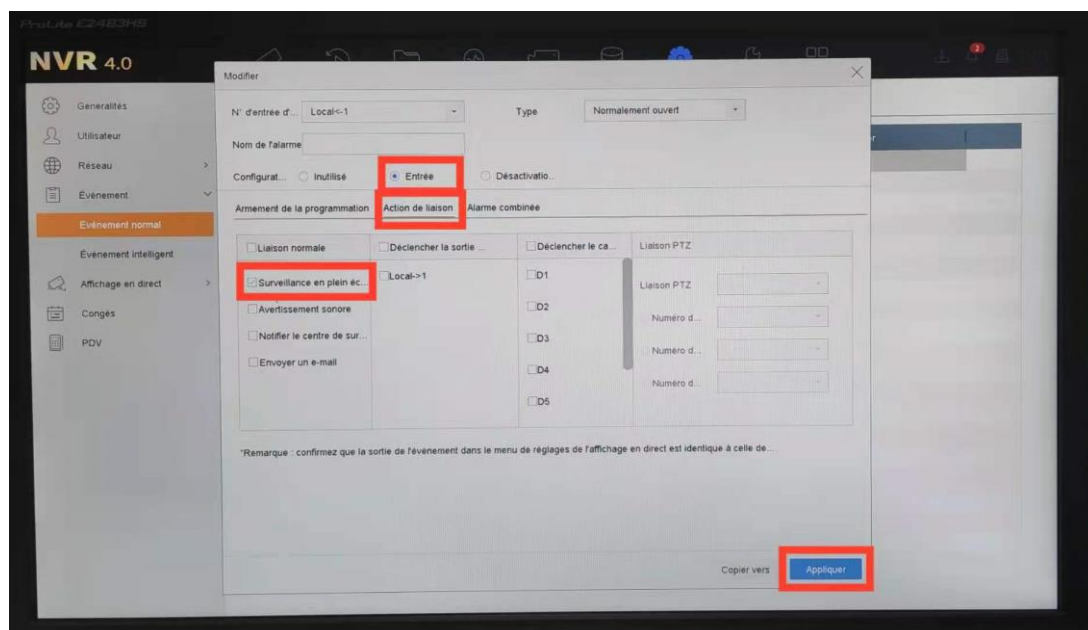 ProLite E2483HS
NVR 4.0
2
Modifier
Généralités
Utilisateur
Réseau
Événement
Événement normal
Événement intelligent
Affichage en direct
Congés
PDV
N° d'entrée d'... Local<-1
Type Normalement ouvert
Nom de l'alarme
Configurat... Inutilisé Entrée Désactivatio...
Armement de la programmation Action de liaison Alarme combinée
Liaison normale Déclencher la sortie ... Déclencher le ca... Liaison PTZ
Surveillance en plein éc... Local->1 D1 Liaison PTZ
Avertissement sonore D2 Numéro d...
Notifier le centre de sur... D3 Numéro d...
Envoyer un e-mail D4 Numéro d...
D5
*Remarque : confirmez que la sortie de l'événement dans le menu de réglages de l'affichage en direct est identique à celle de...
Copier vers Appliquer